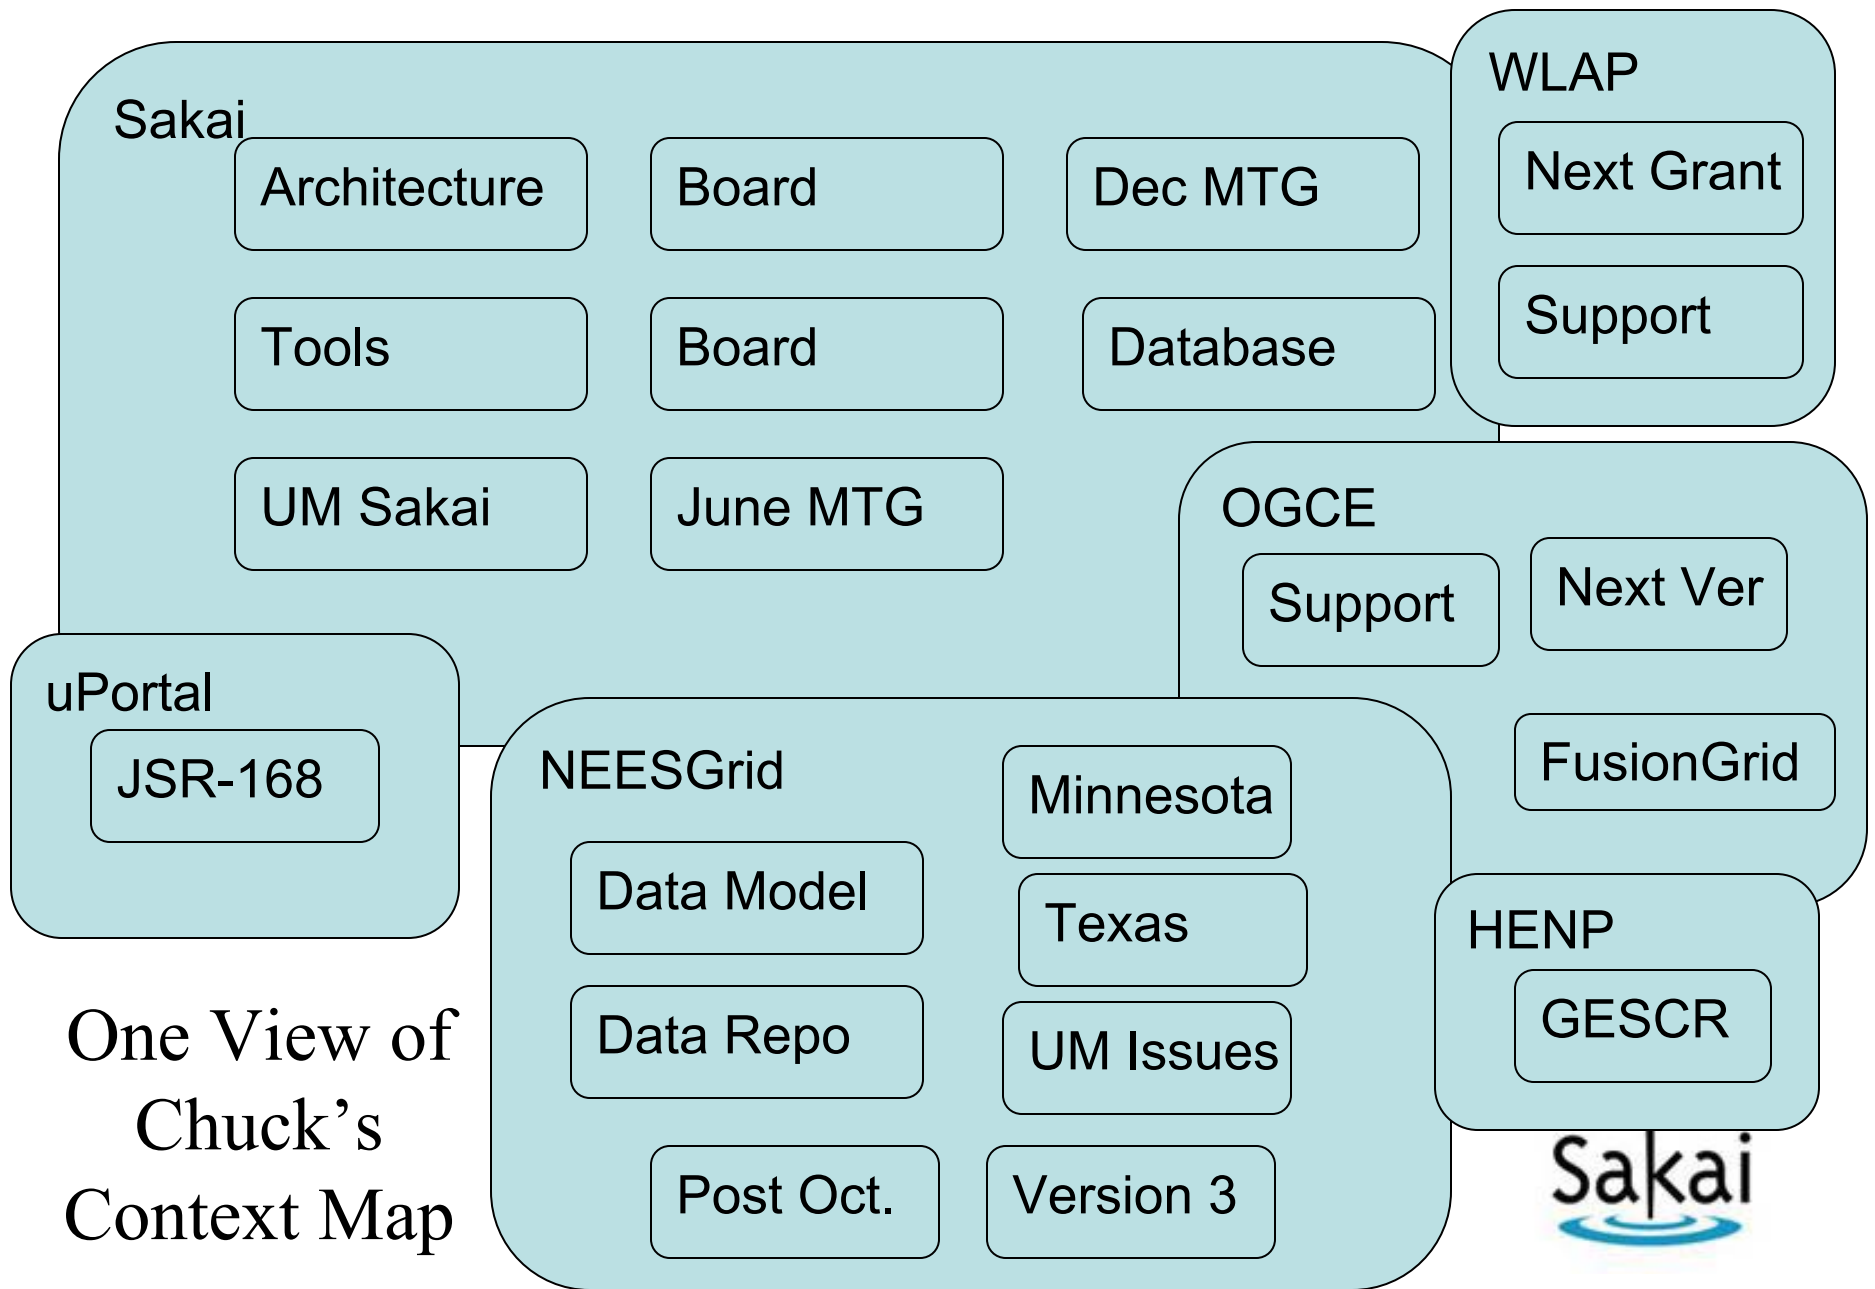 Sakai
Architecture
Board
Dec MTG
Tools
Board
Database
UM Sakai
June MTG
WLAP
Next Grant
Support
OGCE
Support
Next Ver
FusionGrid
uPortal
JSR-168
NEESGrid
Minnesota
Data Model
Texas
Data Repo
UM Issues
Post Oct.
Version 3
HENP
GESCR
One View of
Chuck’s
Context Map
Sakai